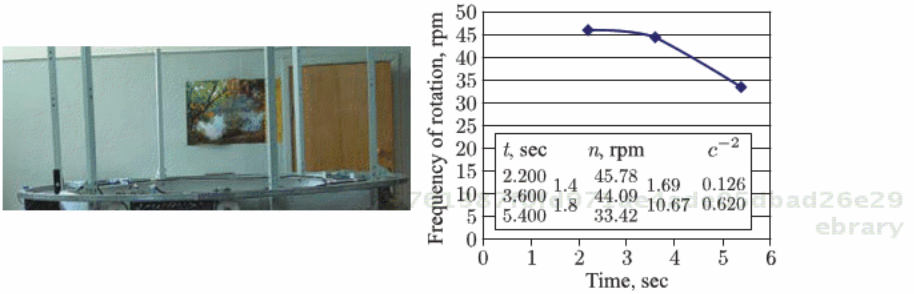 50
45
40
35
30
25
20
15
10
5
0
Frequency of rotation, rpm
t, sec n, rpm c⁻²
2.200 45.78
1.4 1.69 0.126
3.600 44.09
1.8 10.67 0.620
5.400 33.42
0 1 2 3 4 5 6
Time, sec
dbad26e29
ebrary